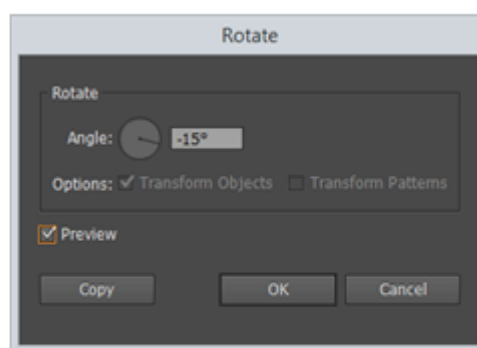 Rotate
Rotate
Angle: -15°
Options: Transform Objects Transform Patterns
Preview
Copy OK Cancel